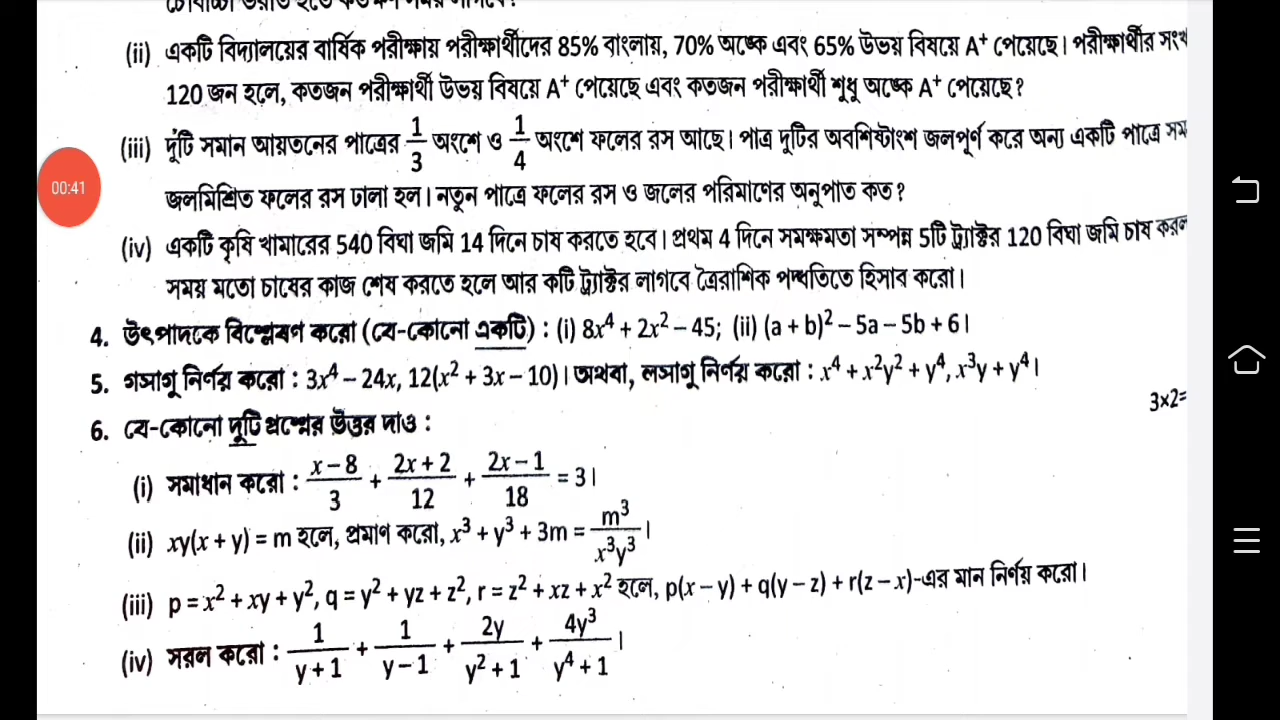 (ii) একটি বিদ্যালয়ের বার্ষিক পরীক্ষায় পরীক্ষার্থীদের 85% বাংলায়, 70% অঙ্কে এবং 65% উভয় বিষয়ে A⁺ পেয়েছে। পরীক্ষার্থীর
120 জন হলে, কতজন পরীক্ষার্থী উভয় বিষয়ে A⁺ পেয়েছে এবং কতজন পরীক্ষার্থী শুধু অঙ্কে A⁺ পেয়েছে?
(iii) দুটি সমান আয়তনের পাত্রের 1/3 অংশে ও 1/4 অংশে ফলের রস আছে। পাত্র দুটির অবশিষ্টাংশ জলপূর্ণ করে অন্য একটি পাত্রে
00:41
জলমিশ্রিত ফলের রস ঢালা হল। নতুন পাত্রে ফলের রস ও জলের পরিমাণের অনুপাত কত?
(iv) একটি কৃষি খামারের 540 বিঘা জমি 14 দিনে চাষ করতে হবে। প্রথম 4 দিনে সমক্ষমতা সম্পন্ন 5টি ট্র্যাক্টর 120 বিঘা জমি চাষ
সময় মতো চাষের কাজ শেষ করতে হলে আর কটি ট্র্যাক্টর লাগবে ত্রৈরাশিক পদ্ধতিতে হিসাব করো।
4. উৎপাদকে বিশ্লেষণ করো (যে-কোনো একটি) : (i) 8x⁴ + 2x² – 45; (ii) (a + b)² – 5a – 5b + 6।
5. গসাগু নির্ণয় করো : 3x⁴ – 24x, 12(x² + 3x – 10)। অথবা, লসাগু নির্ণয় করো : x⁴ + x²y² + y⁴, x³y + y⁴।
3×2=
6. যে-কোনো দুটি প্রশ্নের উত্তর দাও :
(i) সমাধান করো : (x – 8)/3 + (2x + 2)/12 + (2x – 1)/18 = 3।
(ii) xy(x + y) = m হলে, প্রমাণ করো, x³ + y³ + 3m = m³/x³y³।
(iii) p = x² + xy + y², q = y² + yz + z², r = z² + xz + x² হলে, p(x – y) + q(y – z) + r(z – x)-এর মান নির্ণয় করো।
(iv) সরল করো : 1/(y + 1) + 1/(y – 1) + 2y/(y² + 1) + 4y³/(y⁴ + 1)।